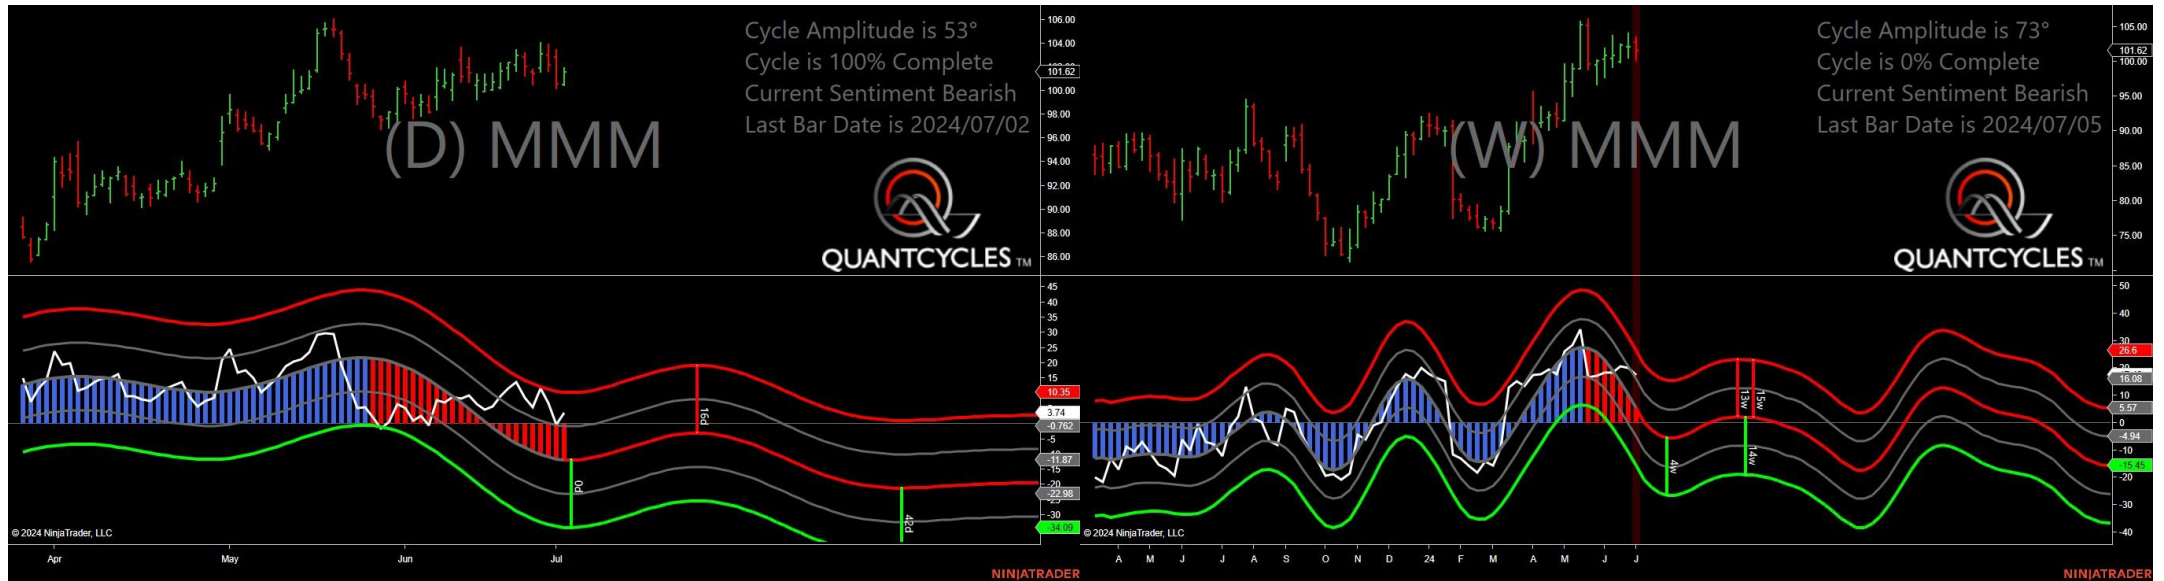 Cycle Amplitude is 53°
Cycle is 100% Complete
Current Sentiment Bearish
Last Bar Date is 2024/07/02
(D) MMM
QUANTCYCLES TM
106.00
104.00
101.62
100.00
98.00
96.00
94.00
92.00
90.00
88.00
86.00
45
40
35
30
25
20
15
10.35
3.74
-0.762
-5
-11.87
-20
-22.98
-30
-34.09
16d
0d
42d
© 2024 NinjaTrader, LLC
Apr May Jun Jul
NINJATRADER
Cycle Amplitude is 73°
Cycle is 0% Complete
Current Sentiment Bearish
Last Bar Date is 2024/07/05
(W) MMM
QUANTCYCLES TM
105.00
101.62
100.00
95.00
90.00
85.00
80.00
75.00
50
40
30
26.6
16.08
10
5.57
0
-4.94
-10
-15.45
-20
-30
-40
13w
15w
4w
14w
© 2024 NinjaTrader, LLC
A M J J A S O N D 24 F M A M J J
NINJATRADER